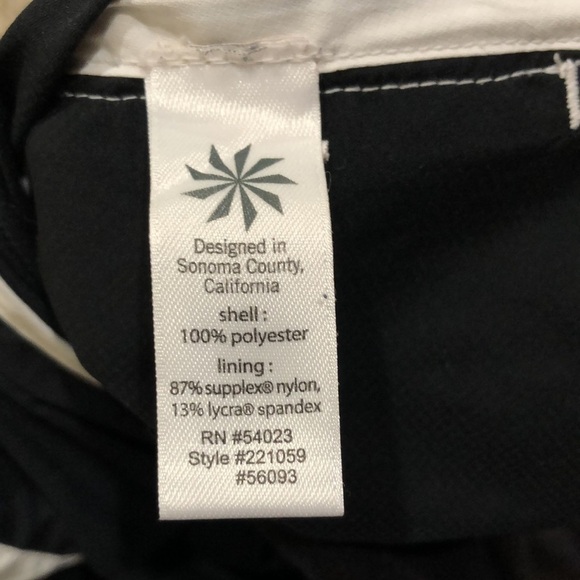 Designed in
Sonoma County,
California
shell :
100% polyester
lining :
87% supplex® nylon,
13% lycra® spandex
RN #54023
Style #221059
#56093